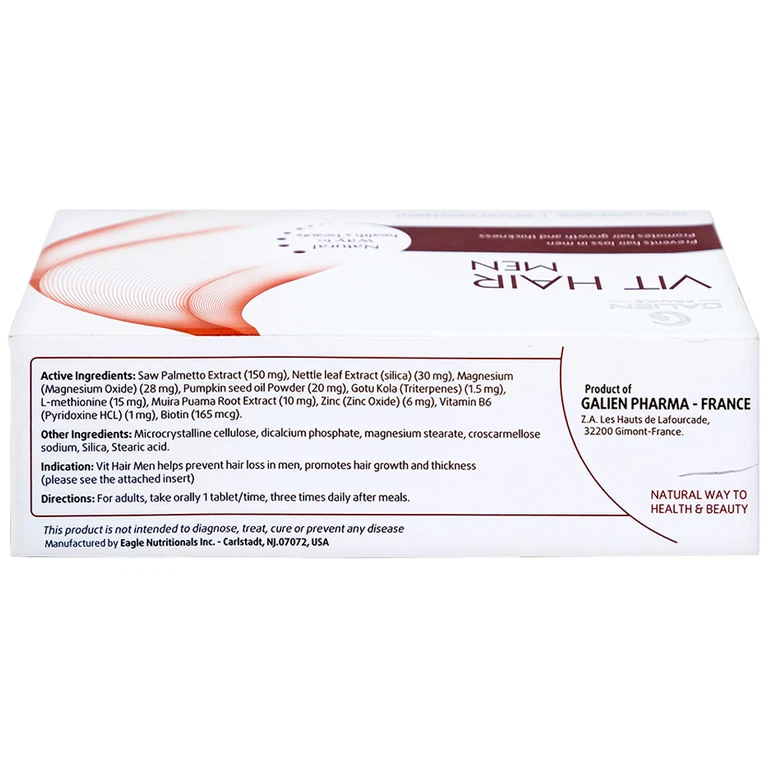 60 film coated tablets | DIETARY SUPPLEMENT
Prevents hair loss in men
Promotes hair growth and thickness
Natural
way to
health & beauty
VIT HAIR
MEN
GALIEN
FRANCE
Active Ingredients: Saw Palmetto Extract (150 mg), Nettle leaf Extract (silica) (30 mg), Magnesium
(Magnesium Oxide) (28 mg), Pumpkin seed oil Powder (20 mg), Gotu Kola (Triterpenes) (1.5 mg),
L-methionine (15 mg), Muira Puama Root Extract (10 mg), Zinc (Zinc Oxide) (6 mg), Vitamin B6
(Pyridoxine HCL) (1 mg), Biotin (165 mcg).
Other Ingredients: Microcrystalline cellulose, dicalcium phosphate, magnesium stearate, croscarmellose
sodium, Silica, Stearic acid.
Indication: Vit Hair Men helps prevent hair loss in men, promotes hair growth and thickness
(please see the attached insert)
Directions: For adults, take orally 1 tablet/time, three times daily after meals.
This product is not intended to diagnose, treat, cure or prevent any disease
Manufactured by Eagle Nutritionals Inc. - Carlstadt, NJ.07072, USA
Product of
GALIEN PHARMA - FRANCE
Z.A. Les Hauts de Lafourcade,
32200 Gimont-France.
NATURAL WAY TO
HEALTH & BEAUTY